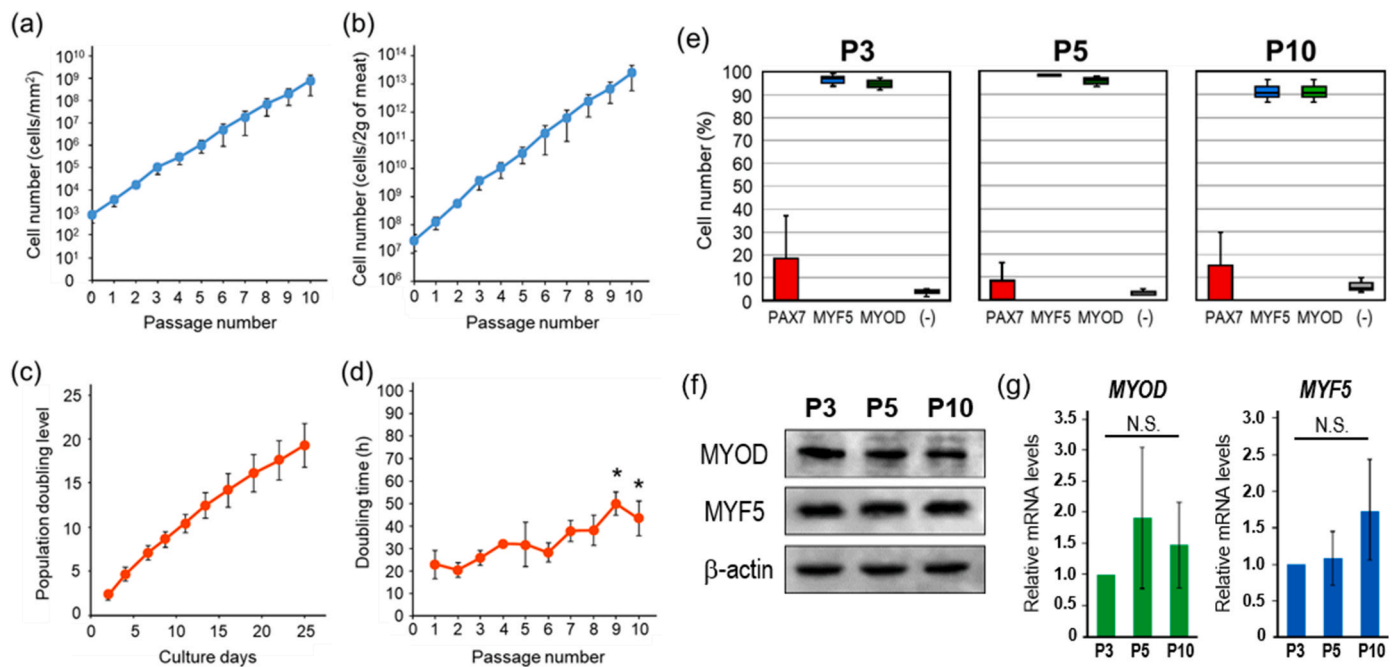 (a)
Cell number (cells/mm²)
10¹⁰
10⁹
10⁸
10⁷
10⁶
10⁵
10⁴
10³
10²
0
0 1 2 3 4 5 6 7 8 9 10
Passage number
(b)
Cell number (cells/2g of meat)
10¹⁴
10¹³
10¹²
10¹¹
10¹⁰
10⁹
10⁸
10⁷
10⁶
0 1 2 3 4 5 6 7 8 9 10
Passage number
(c)
Population doubling level
25
20
15
10
5
0
0 5 10 15 20 25
Culture days
(d)
Doubling time (h)
100
90
80
70
60
50
40
30
20
10
0
* *
1 2 3 4 5 6 7 8 9 10
Passage number
(e)
P3 P5 P10
Cell number (%)
100
90
80
70
60
50
40
30
20
10
0
PAX7 MYF5 MYOD (-)
PAX7 MYF5 MYOD (-)
PAX7 MYF5 MYOD (-)
(f)
P3 P5 P10
MYOD
MYF5
β-actin
(g)
MYOD
N.S.
Relative mRNA levels
3.5
3.0
2.5
2.0
1.5
1.0
0.5
0
P3 P5 P10
MYF5
N.S.
Relative mRNA levels
3.0
2.5
2.0
1.5
1.0
0.5
0
P3 P5 P10